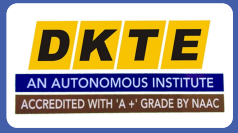 DKTE
AN AUTONOMOUS INSTITUTE
ACCREDITED WITH 'A +' GRADE BY NAAC